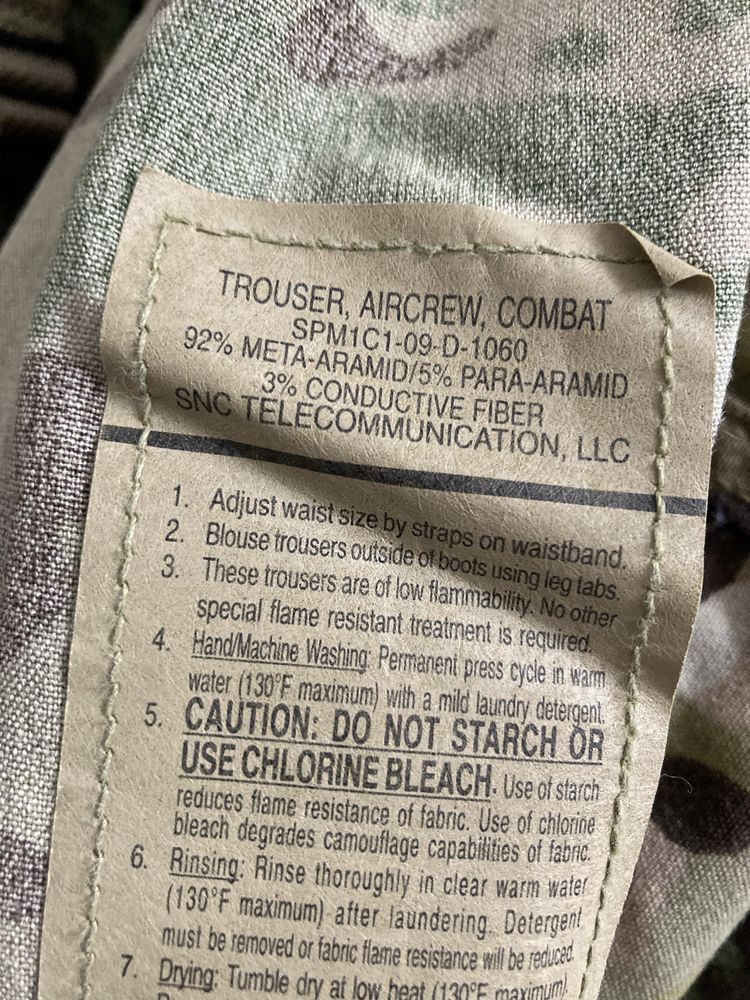 TROUSER, AIRCREW, COMBAT
SPM1C1-09-D-1060
92% META-ARAMID/5% PARA-ARAMID
3% CONDUCTIVE FIBER
SNC TELECOMMUNICATION, LLC
1. Adjust waist size by straps on waistband.
2. Blouse trousers outside of boots using leg tabs.
3. These trousers are of low flammability. No other
special flame resistant treatment is required.
4. Hand/Machine Washing: Permanent press cycle in warm
water (130°F maximum) with a mild laundry detergent.
5. CAUTION: DO NOT STARCH OR
USE CHLORINE BLEACH. Use of starch
reduces flame resistance of fabric. Use of chlorine
bleach degrades camouflage capabilities of fabric.
6. Rinsing: Rinse thoroughly in clear warm water
(130°F maximum) after laundering. Detergent
must be removed or fabric flame resistance will be reduced.
7. Drying: Tumble dry at low heat (130°F maximum).